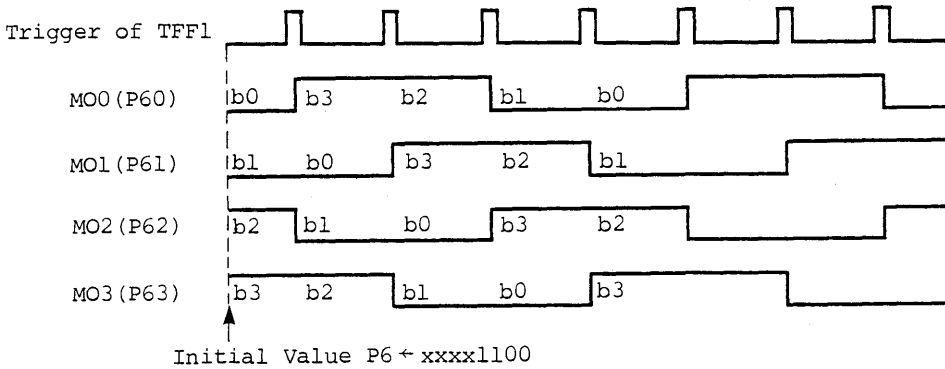 Trigger of TFF1
MO0(P60) b0 b3 b2 b1 b0
MO1(P61) b1 b0 b3 b2 b1
MO2(P62) b2 b1 b0 b3 b2
MO3(P63) b3 b2 b1 b0 b3
Initial Value P6 ← xxxx1100